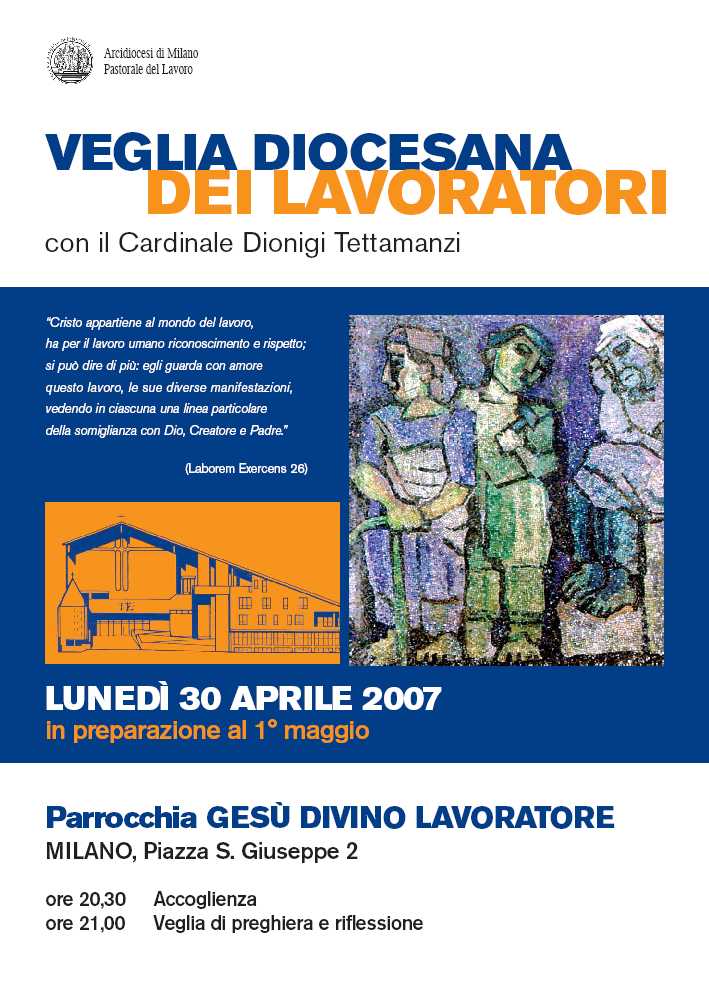 Arcidiocesi di Milano
Pastorale del Lavoro
VEGLIA DIOCESANA
DEI LAVORATORI
con il Cardinale Dionigi Tettamanzi
“Cristo appartiene al mondo del lavoro,
ha per il lavoro umano riconoscimento e rispetto;
si può dire di più: egli guarda con amore
questo lavoro, le sue diverse manifestazioni,
vedendo in ciascuna una linea particolare
della somiglianza con Dio, Creatore e Padre.”
(Laborem Exercens 26)
LUNEDÌ 30 APRILE 2007
in preparazione al 1° maggio
Parrocchia GESÙ DIVINO LAVORATORE
MILANO, Piazza S. Giuseppe 2
ore 20,30 Accoglienza
ore 21,00 Veglia di preghiera e riflessione